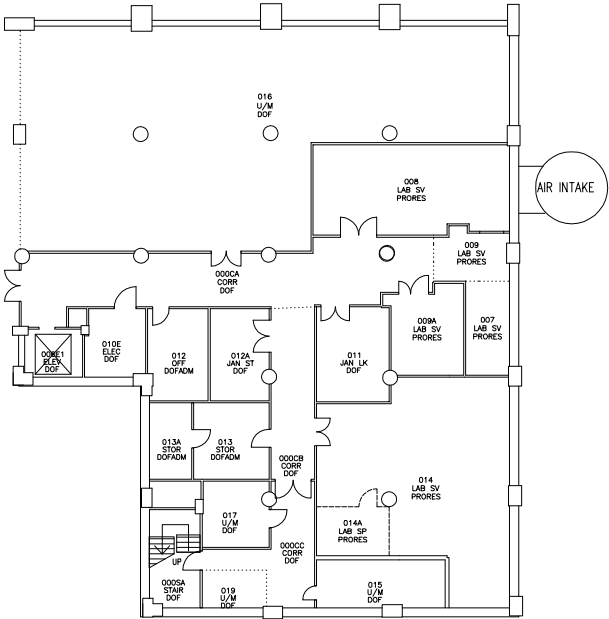 016
U/M
DOF
008
LAB SV
PRORES
AIR INTAKE
009
LAB SV
PRORES
000CA
CORR
DOF
009A
LAB SV
PRORES
007
LAB SV
PRORES
010E
ELEC
DOF
ELEV
DOF
012
OFF
DOFADM
012A
JAN ST
DOF
011
JAN LK
DOF
013A
STOR
DOFADM
013
STOR
DOFADM
000CB
CORR
DOF
014
LAB SV
PRORES
017
U/M
DOF
014A
LAB SP
PRORES
000CC
CORR
DOF
UP
000SA
STAIR
DOF
019
U/M
DOF
015
U/M
DOF